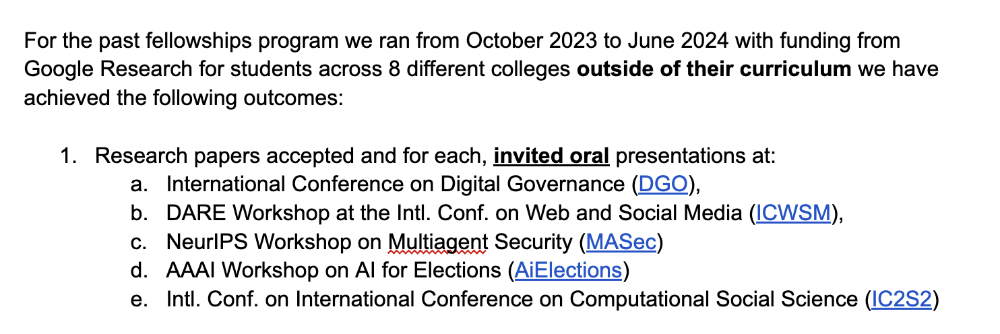 For the past fellowships program we ran from October 2023 to June 2024 with funding from
Google Research for students across 8 different colleges outside of their curriculum we have
achieved the following outcomes:
1. Research papers accepted and for each, invited oral presentations at:
a. International Conference on Digital Governance (DGO),
b. DARE Workshop at the Intl. Conf. on Web and Social Media (ICWSM),
c. NeurIPS Workshop on Multiagent Security (MASec)
d. AAAI Workshop on AI for Elections (AiElections)
e. Intl. Conf. on International Conference on Computational Social Science (IC2S2)